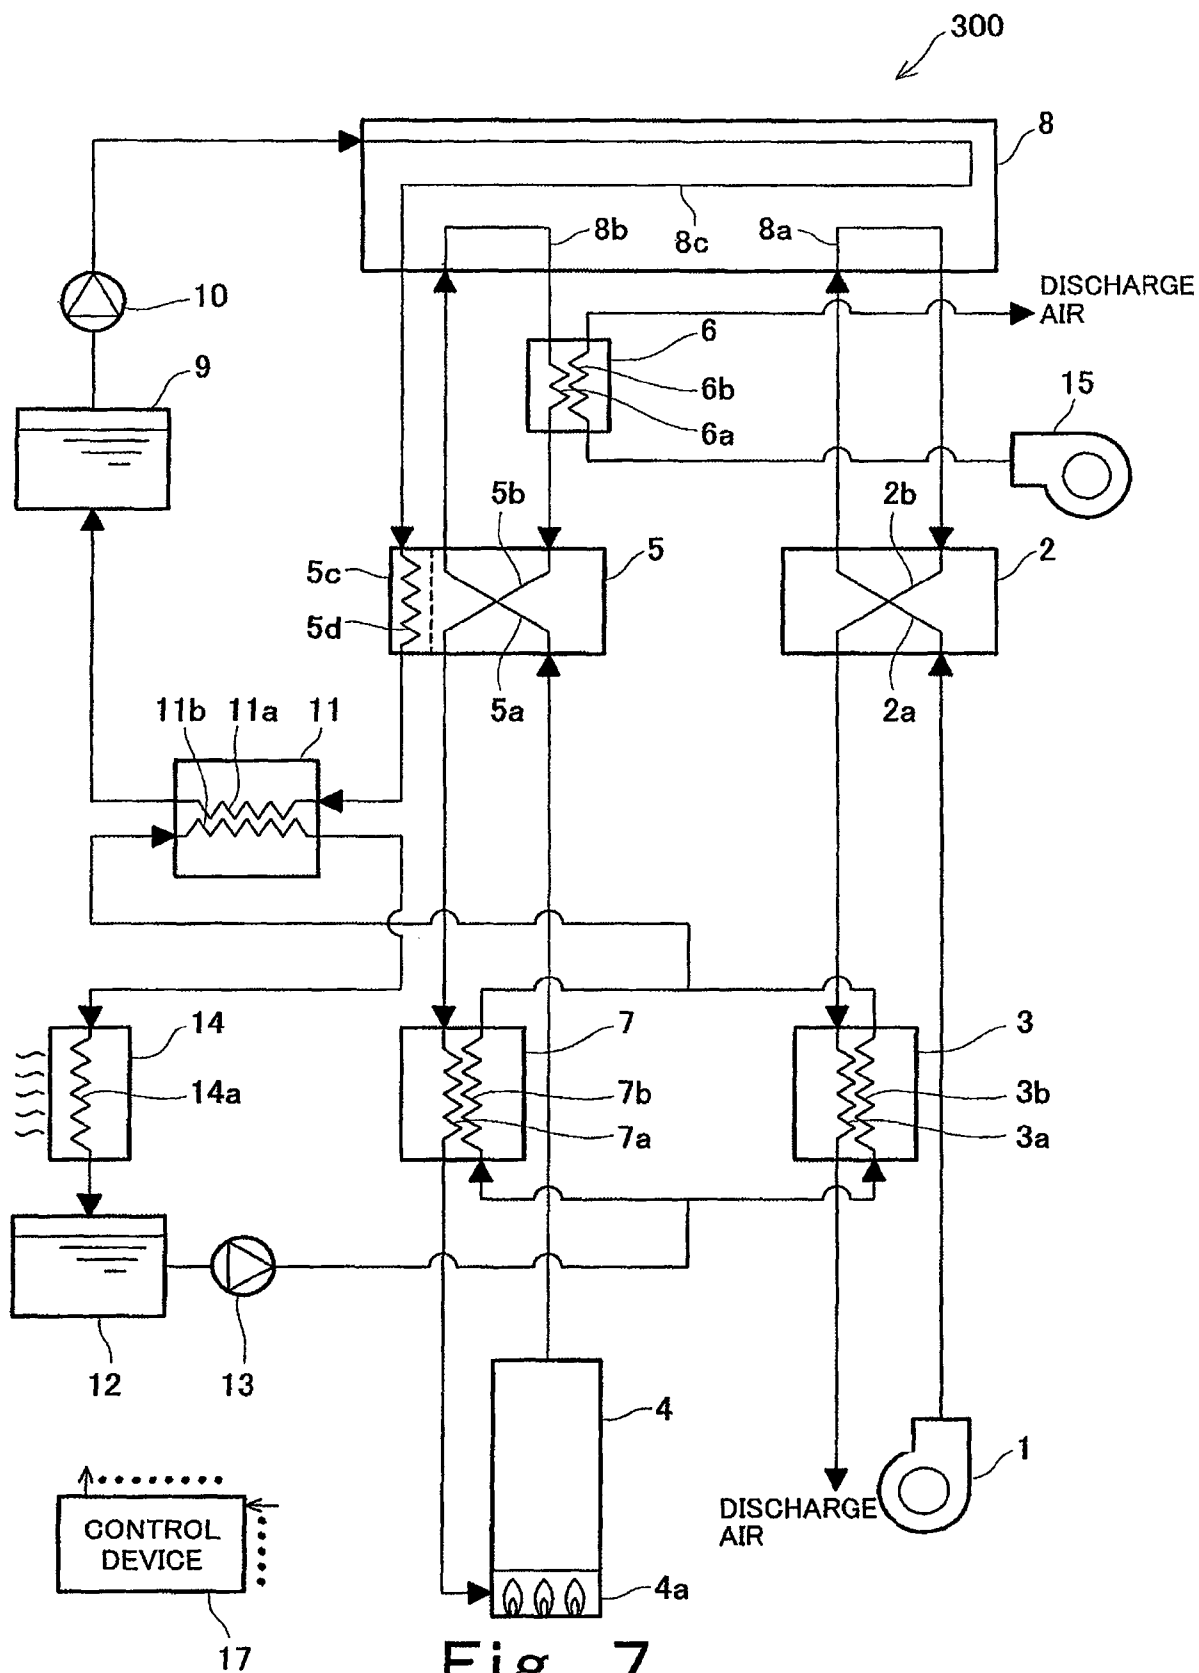 300
8
8b
8c
8a
DISCHARGE
AIR
10
6
6b
6a
9
15
5b
2b
5
2
5c
5d
5a
2a
11b
11a
11
14
7
3
14a
7b
3b
7a
3a
12
13
4
1
DISCHARGE
AIR
CONTROL
DEVICE
4a
17
Fig. 7